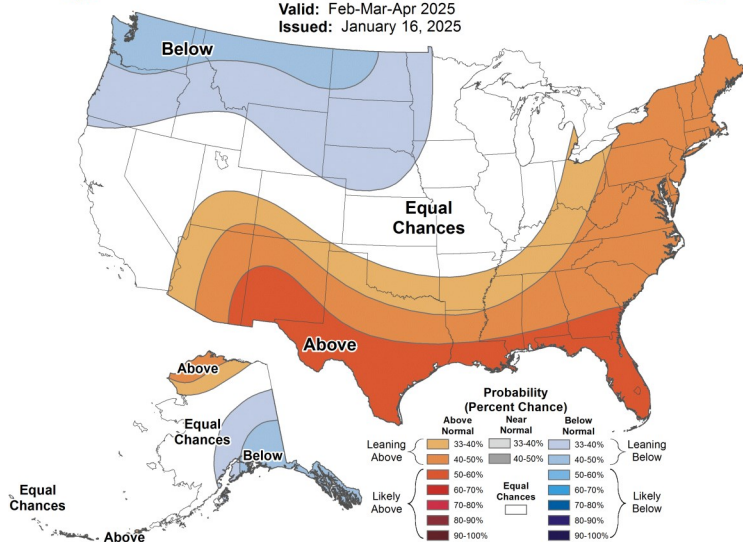 Valid: Feb-Mar-Apr 2025
Issued: January 16, 2025
Below
Equal
Chances
Above
Above
Equal
Chances
Below
Equal
Chances
Above
Probability
(Percent Chance)
Above Normal
Near Normal
Below Normal
Leaning Above
33-40%
33-40%
33-40%
Leaning Below
40-50%
40-50%
40-50%
Likely Above
50-60%
50-60%
Likely Below
60-70%
60-70%
70-80%
Equal Chances
70-80%
80-90%
80-90%
90-100%
90-100%